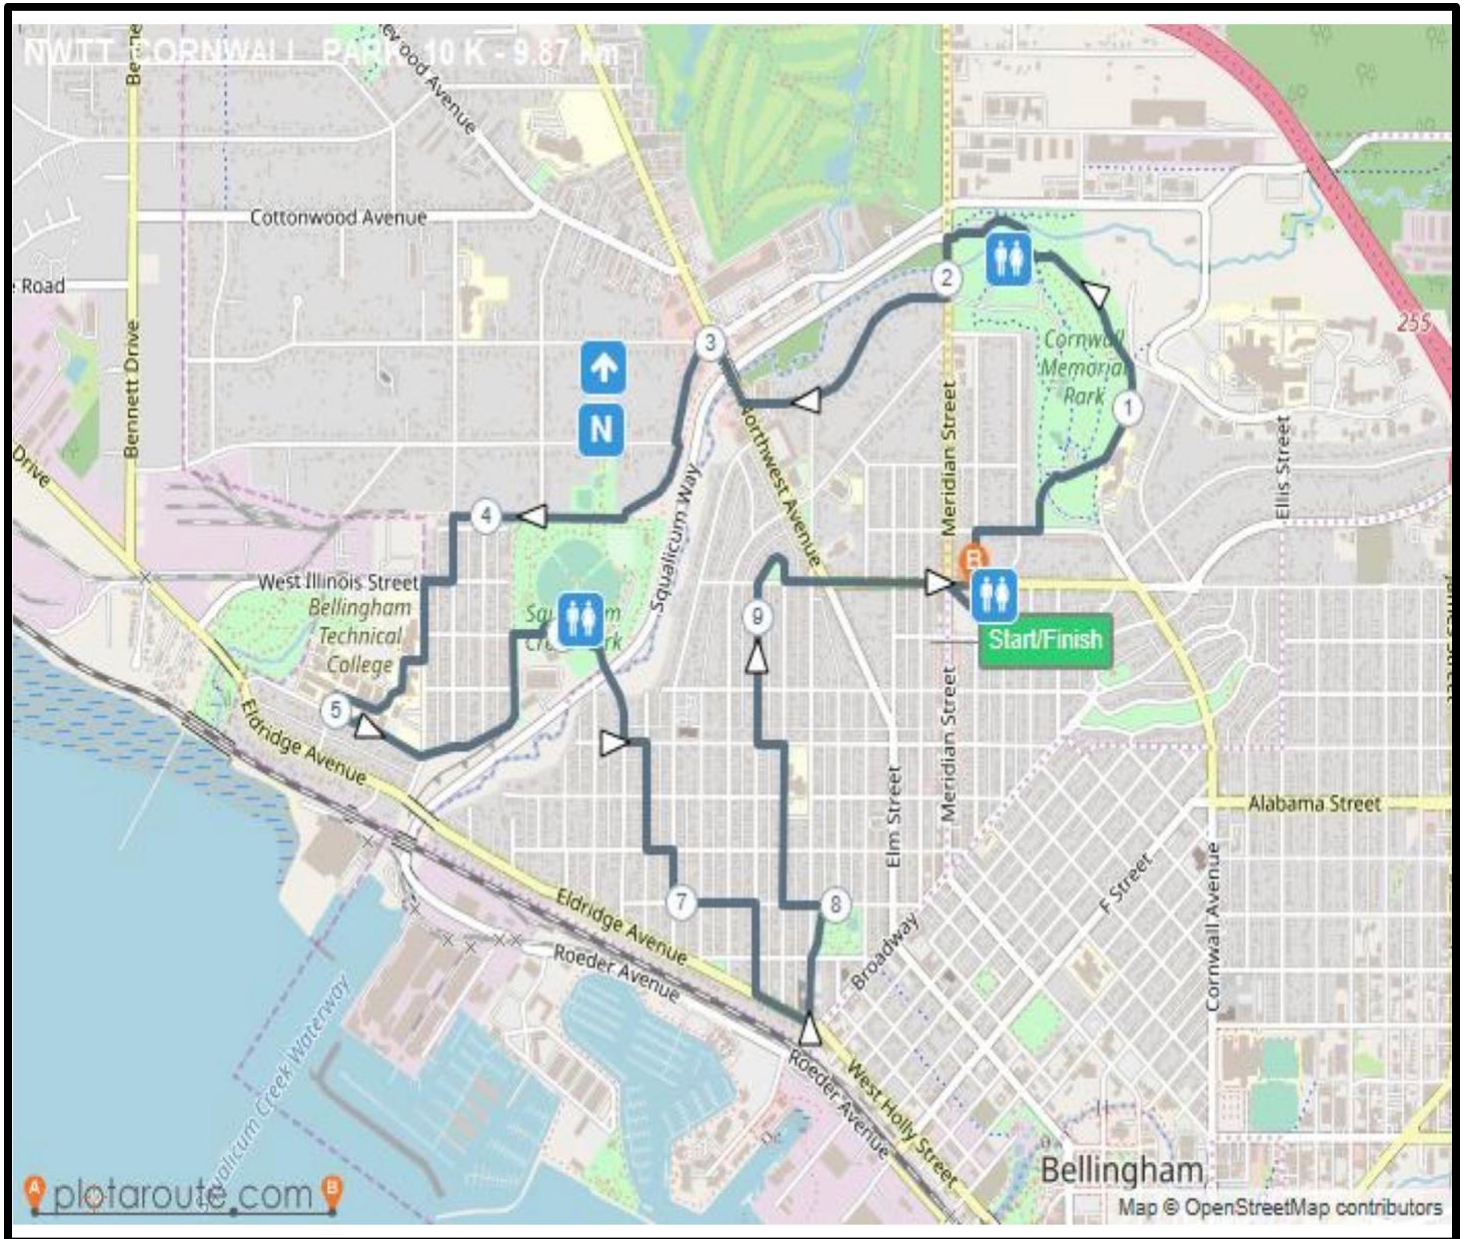 NWTT CORNWALL PARK 10 K - 9.87 km
Cottonwood Avenue
Bennett Drive
Road
Drive
2
255
3
Cornwall
Memorial
Park
1
Meridian Street
Northwest Avenue
Ellis Street
N
4
Squalicum Way
B
West Illinois Street
Bellingham
Technical
College
9
Start/Finish
5
Eldridge Avenue
Meridian Street
Elm Street
Alabama Street
F Street
Cornwall Avenue
7
8
Eldridge Avenue
Roeder Avenue
Broadway
Squalicum Creek Waterway
Roeder Avenue
West Holly Street
Bellingham
A plotaroute.com B
Map © OpenStreetMap contributors